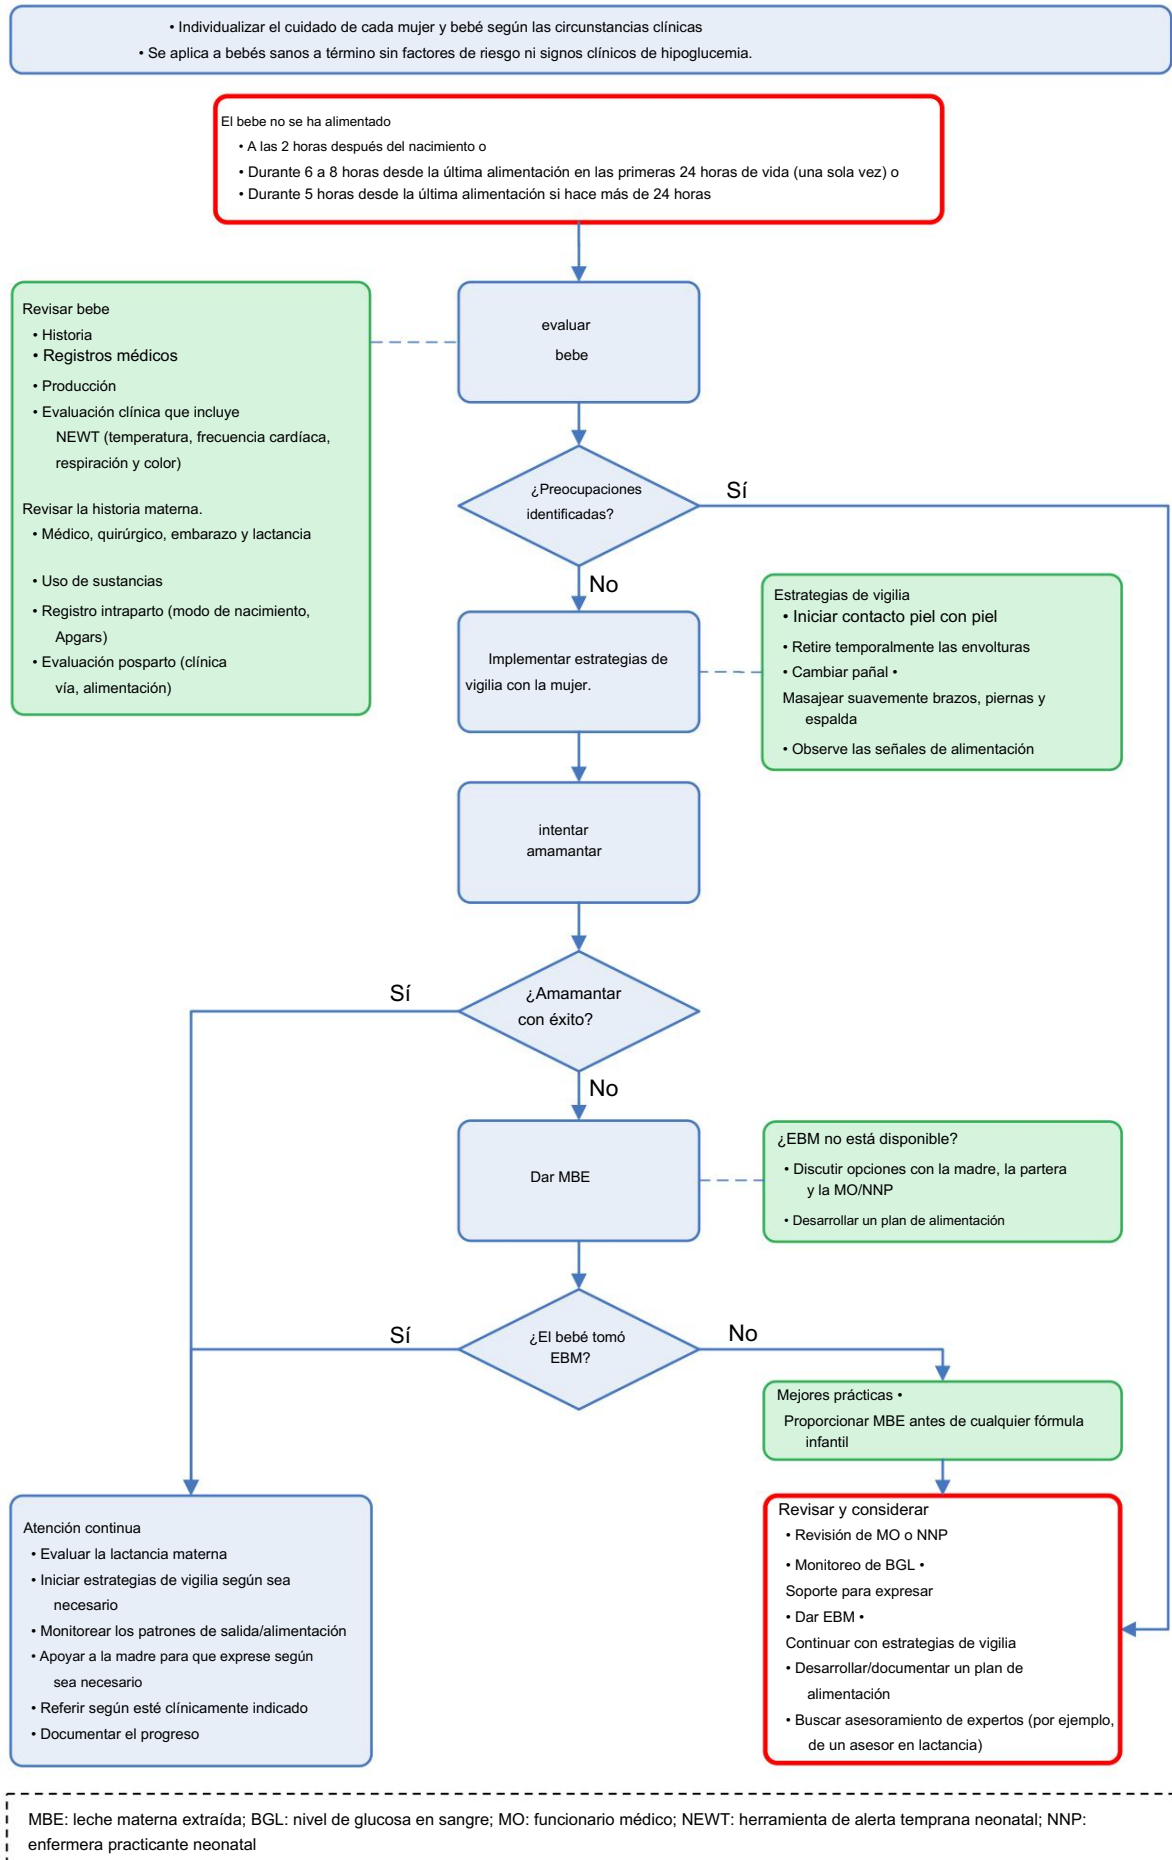 • Individualizar el cuidado de cada mujer y bebé según las circunstancias clínicas
• Se aplica a bebés sanos a término sin factores de riesgo ni signos clínicos de hipoglucemia.
El bebe no se ha alimentado
• A las 2 horas después del nacimiento o
• Durante 6 a 8 horas desde la última alimentación en las primeras 24 horas de vida (una sola vez) o
• Durante 5 horas desde la última alimentación si hace más de 24 horas
evaluar
bebe
Revisar bebe
• Historia
• Registros médicos
• Producción
• Evaluación clínica que incluye
NEWT (temperatura, frecuencia cardíaca,
respiración y color)
Revisar la historia materna.
• Médico, quirúrgico, embarazo y lactancia
• Uso de sustancias
• Registro intraparto (modo de nacimiento,
Apgars)
• Evaluación posparto (clínica
vía, alimentación)
¿Preocupaciones
identificadas?
Sí
No
Implementar estrategias de
vigilia con la mujer.
Estrategias de vigilia
• Iniciar contacto piel con piel
• Retire temporalmente las envolturas
• Cambiar pañal •
Masajear suavemente brazos, piernas y
espalda
• Observe las señales de alimentación
intentar
amamantar
¿Amamantar
con éxito?
Sí
No
Dar MBE
¿EBM no está disponible?
• Discutir opciones con la madre, la partera
y la MO/NNP
• Desarrollar un plan de alimentación
¿El bebé tomó
EBM?
Sí
No
Mejores prácticas •
Proporcionar MBE antes de cualquier fórmula
infantil
Atención continua
• Evaluar la lactancia materna
• Iniciar estrategias de vigilia según sea
necesario
• Monitorear los patrones de salida/alimentación
• Apoyar a la madre para que exprese según
sea necesario
• Referir según esté clínicamente indicado
• Documentar el progreso
Revisar y considerar
• Revisión de MO o NNP
• Monitoreo de BGL •
Soporte para expresar
• Dar EBM •
Continuar con estrategias de vigilia
• Desarrollar/documentar un plan de
alimentación
• Buscar asesoramiento de expertos (por ejemplo,
de un asesor en lactancia)
MBE: leche materna extraída; BGL: nivel de glucosa en sangre; MO: funcionario médico; NEWT: herramienta de alerta temprana neonatal; NNP:
enfermera practicante neonatal